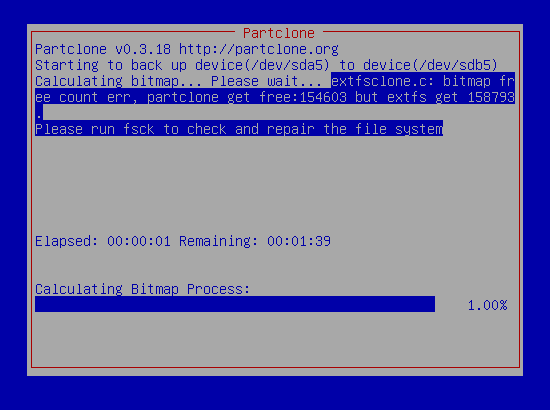 Partclone
Partclone v0.3.18 http://partclone.org
Starting to back up device(/dev/sda5) to device(/dev/sdb5)
Calculating bitmap... Please wait... extfsclone.c: bitmap fr
ee count err, partclone get free:154603 but extfs get 158793
.
Please run fsck to check and repair the file system
Elapsed: 00:00:01 Remaining: 00:01:39
Calculating Bitmap Process:
1.00%